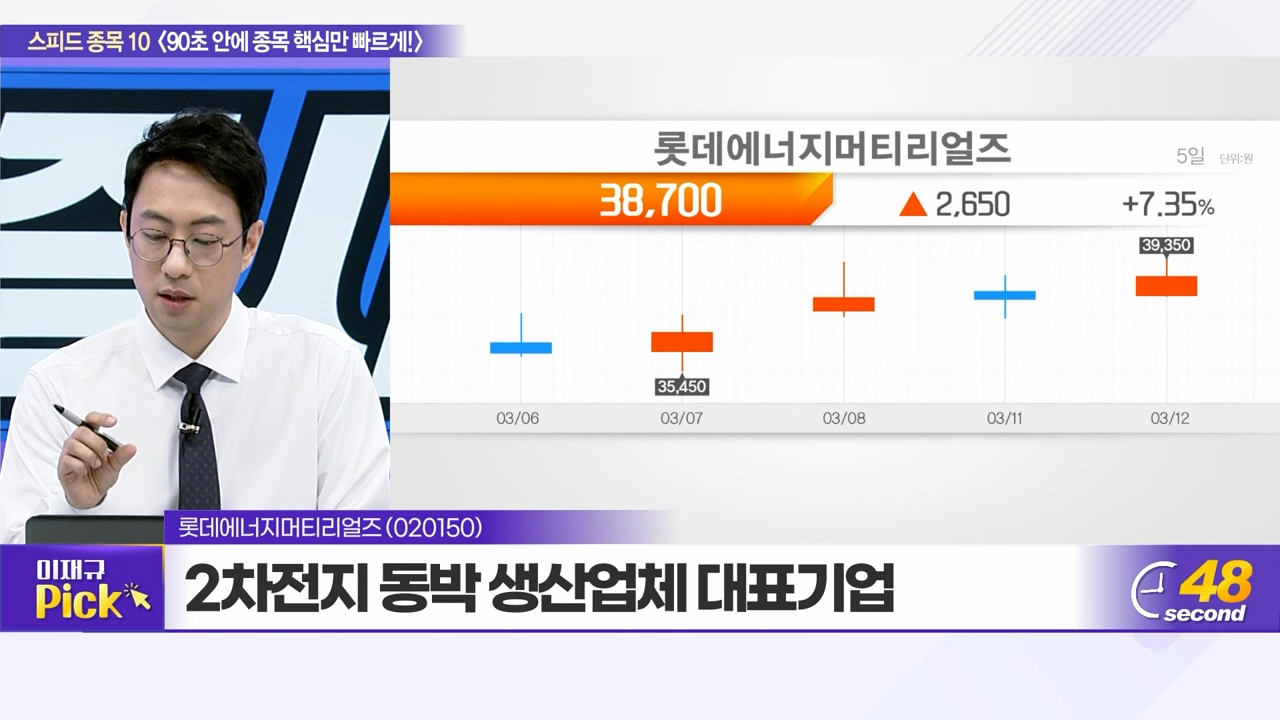 스피드 종목 10 <90초 안에 종목 핵심만 빠르게!>
롯데에너지머티리얼즈
5일 단위:원
38,700 ▲ 2,650 +7.35%
39,350
35,450
03/06 03/07 03/08 03/11 03/12
롯데에너지머티리얼즈(020150)
이재규
Pick
2차전지 동박 생산업체 대표기업
48
second